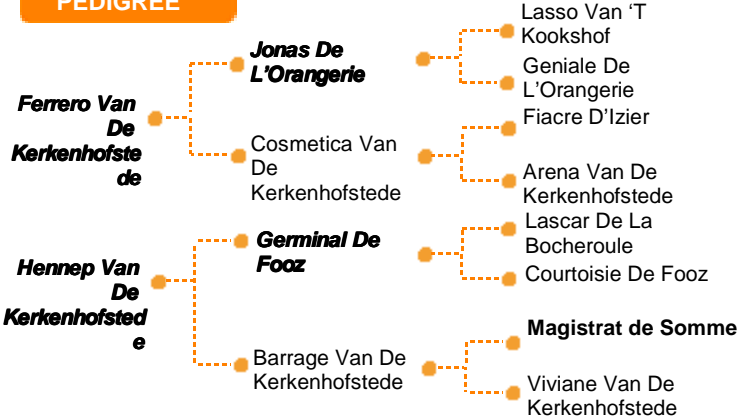 PEDIGREE
Ferrero Van
De
Kerkenhofste
de
Jonas De
L’Orangerie
Lasso Van ‘T
Kookshof
Geniale De
L’Orangerie
Cosmetica Van
De
Kerkenhofstede
Fiacre D’Izier
Arena Van De
Kerkenhofstede
Hennep Van
De
Kerkenhofsted
e
Germinal De
Fooz
Lascar De La
Bocheroule
Courtoisie De Fooz
Barrage Van De
Kerkenhofstede
Magistrat de Somme
Viviane Van De
Kerkenhofstede